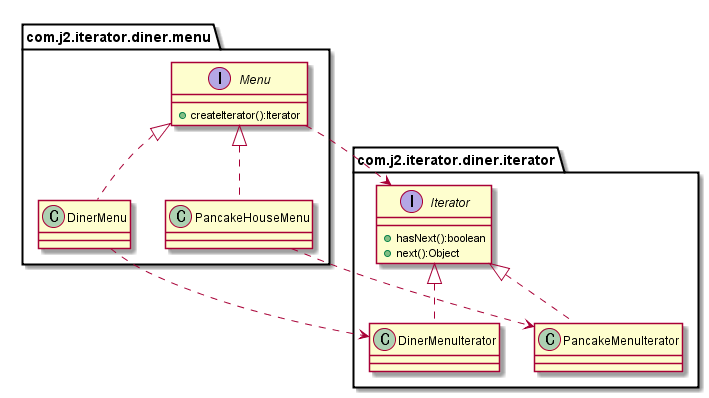 com.j2.iterator.diner.menu
I Menu
createIterator():Iterator
C DinerMenu
C PancakeHouseMenu
com.j2.iterator.diner.iterator
I Iterator
hasNext():boolean
next():Object
C DinerMenuIterator
C PancakeMenuIterator